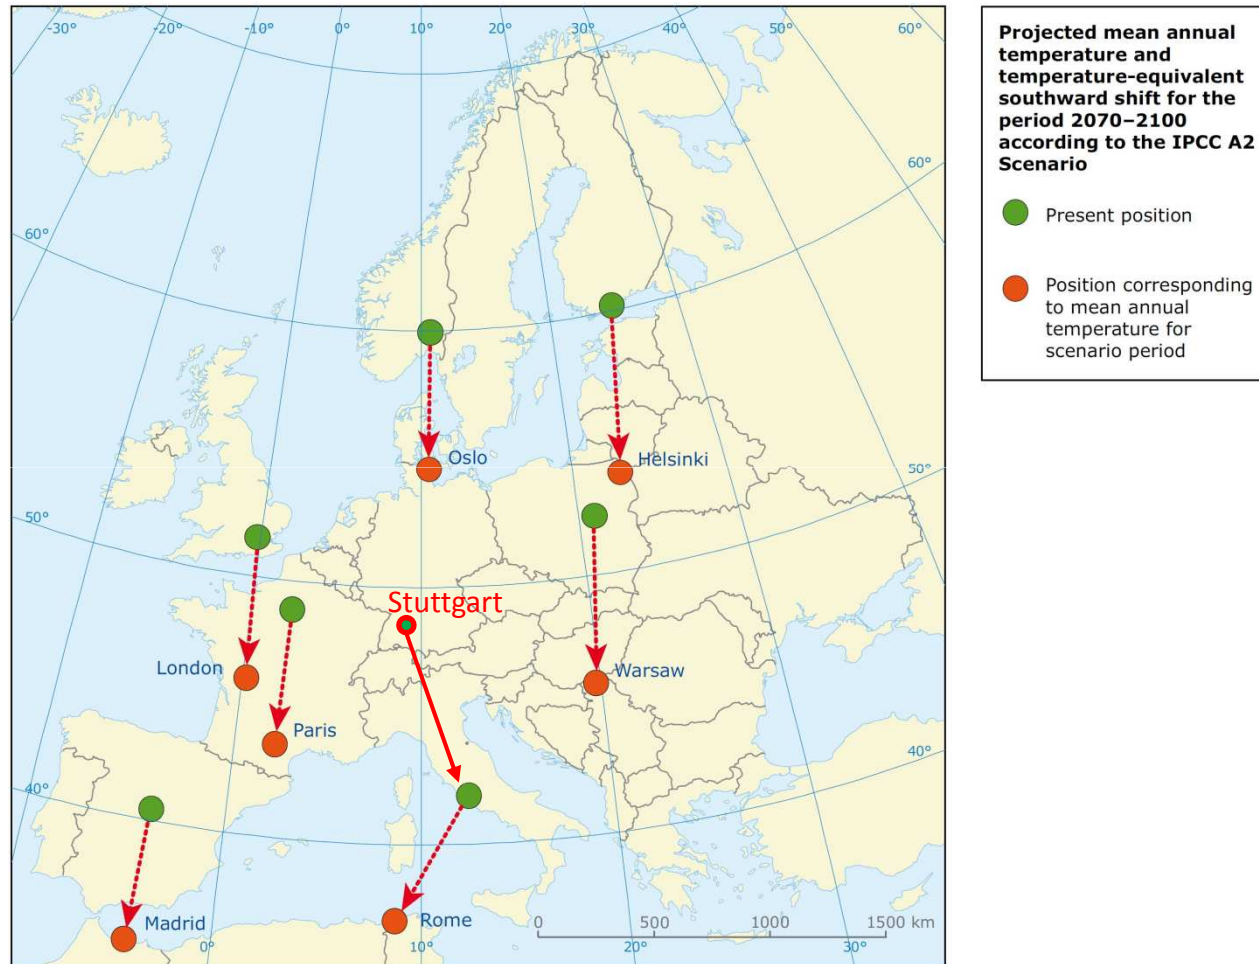 -30°
-20°
-10°
0°
10°
20°
30°
40°
50°
60°
Projected mean annual
temperature and
temperature-equivalent
southward shift for the
period 2070–2100
according to the IPCC A2
Scenario
Present position
Position corresponding
to mean annual
temperature for
scenario period
60°
60°
50°
50°
40°
40°
Oslo
Helsinki
Stuttgart
London
Warsaw
Paris
Madrid
Rome
0
500
1000
1500 km
0°
10°
20°
30°